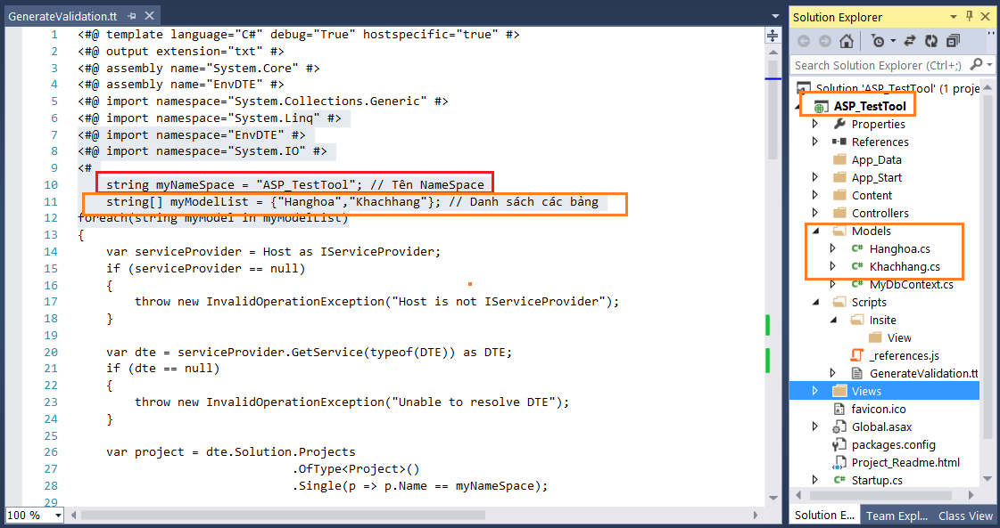 GenerateValidation.tt
1 <#@ template language="C#" debug="True" hostspecific="true" #>
2 <#@ output extension="txt" #>
3 <#@ assembly name="System.Core" #>
4 <#@ assembly name="EnvDTE" #>
5 <#@ import namespace="System.Collections.Generic" #>
6 <#@ import namespace="System.Linq" #>
7 <#@ import namespace="EnvDTE" #>
8 <#@ import namespace="System.IO" #>
9 <#
10 string myNameSpace = "ASP_TestTool"; // Tên NameSpace
11 string[] myModelList = {"Hanghoa","Khachhang"}; // Danh sách các bảng
12 foreach(string myModel in myModelList)
13 {
14 var serviceProvider = Host as IServiceProvider;
15 if (serviceProvider == null)
16 {
17 throw new InvalidOperationException("Host is not IServiceProvider");
18 }
19
20 var dte = serviceProvider.GetService(typeof(DTE)) as DTE;
21 if (dte == null)
22 {
23 throw new InvalidOperationException("Unable to resolve DTE");
24 }
25
26 var project = dte.Solution.Projects
27 .OfType<Project>()
28 .Single(p => p.Name == myNameSpace);
29
100 %
Solution Explorer
Search Solution Explorer (Ctrl+;)
Solution 'ASP_TestTool' (1 proje
ASP_TestTool
Properties
References
App_Data
App_Start
Content
Controllers
Models
C# Hanghoa.cs
C# Khachhang.cs
C# MyDbContext.cs
Scripts
Insite
View
_references.js
GenerateValidation.tt
Views
favicon.ico
Global.asax
packages.config
Project_Readme.html
C# Startup.cs
Solution E... Team Expl... Class View